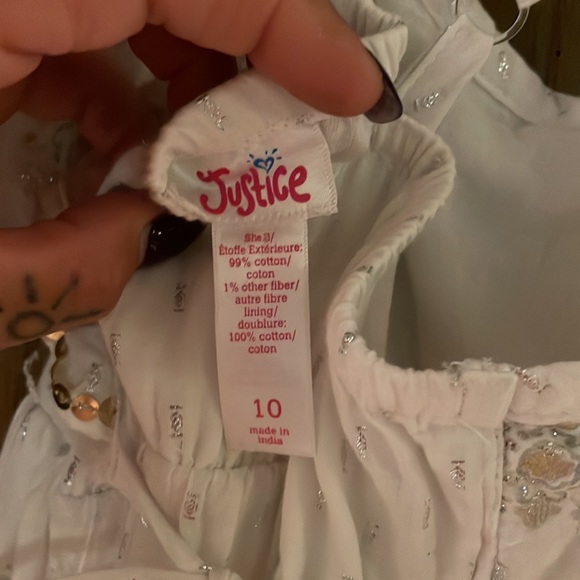 Justice
Shell/
Étoffe Extérieure:
99% cotton/
coton
1% other fiber/
autre fibre
lining/
doublure:
100% cotton/
coton
10
made in
india